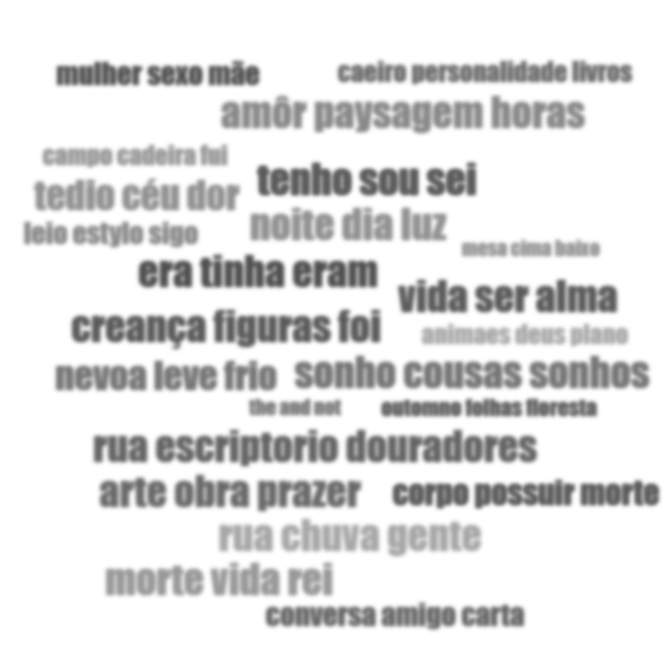 mulher sexo mãe
caeiro personalidade livros
amôr paysagem horas
campo cadeira fui
tenho sou sei
tedio céu dor
noite dia luz
leio estylo sigo
mesa cima baixo
era tinha eram
vida ser alma
creança figuras foi
animaes deus plano
nevoa leve frio
sonho cousas sonhos
the and not
outomno folhas floresta
rua escriptorio douradores
arte obra prazer
corpo possuir morte
rua chuva gente
morte vida rei
conversa amigo carta